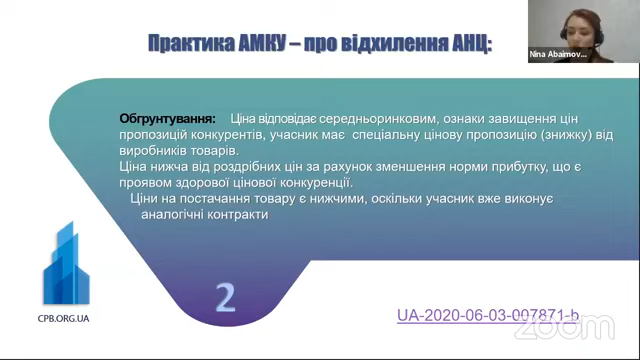 Практика АМКУ – про відхилення АНЦ:
Nina Abaimov...
Обгрунтування: Ціна відповідає середньоринковим, ознаки завищення цін
пропозицій конкурентів, учасник має спеціальну цінову пропозицію (знижку) від
виробників товарів.
Ціна нижча від роздрібних цін за рахунок зменшення норми прибутку, що є
проявом здорової цінової конкуренції.
Ціни на постачання товару є нижчими, оскільки учасник вже виконує
аналогічні контракти
2
CPB.ORG.UA
UA-2020-06-03-007871-b
zoom